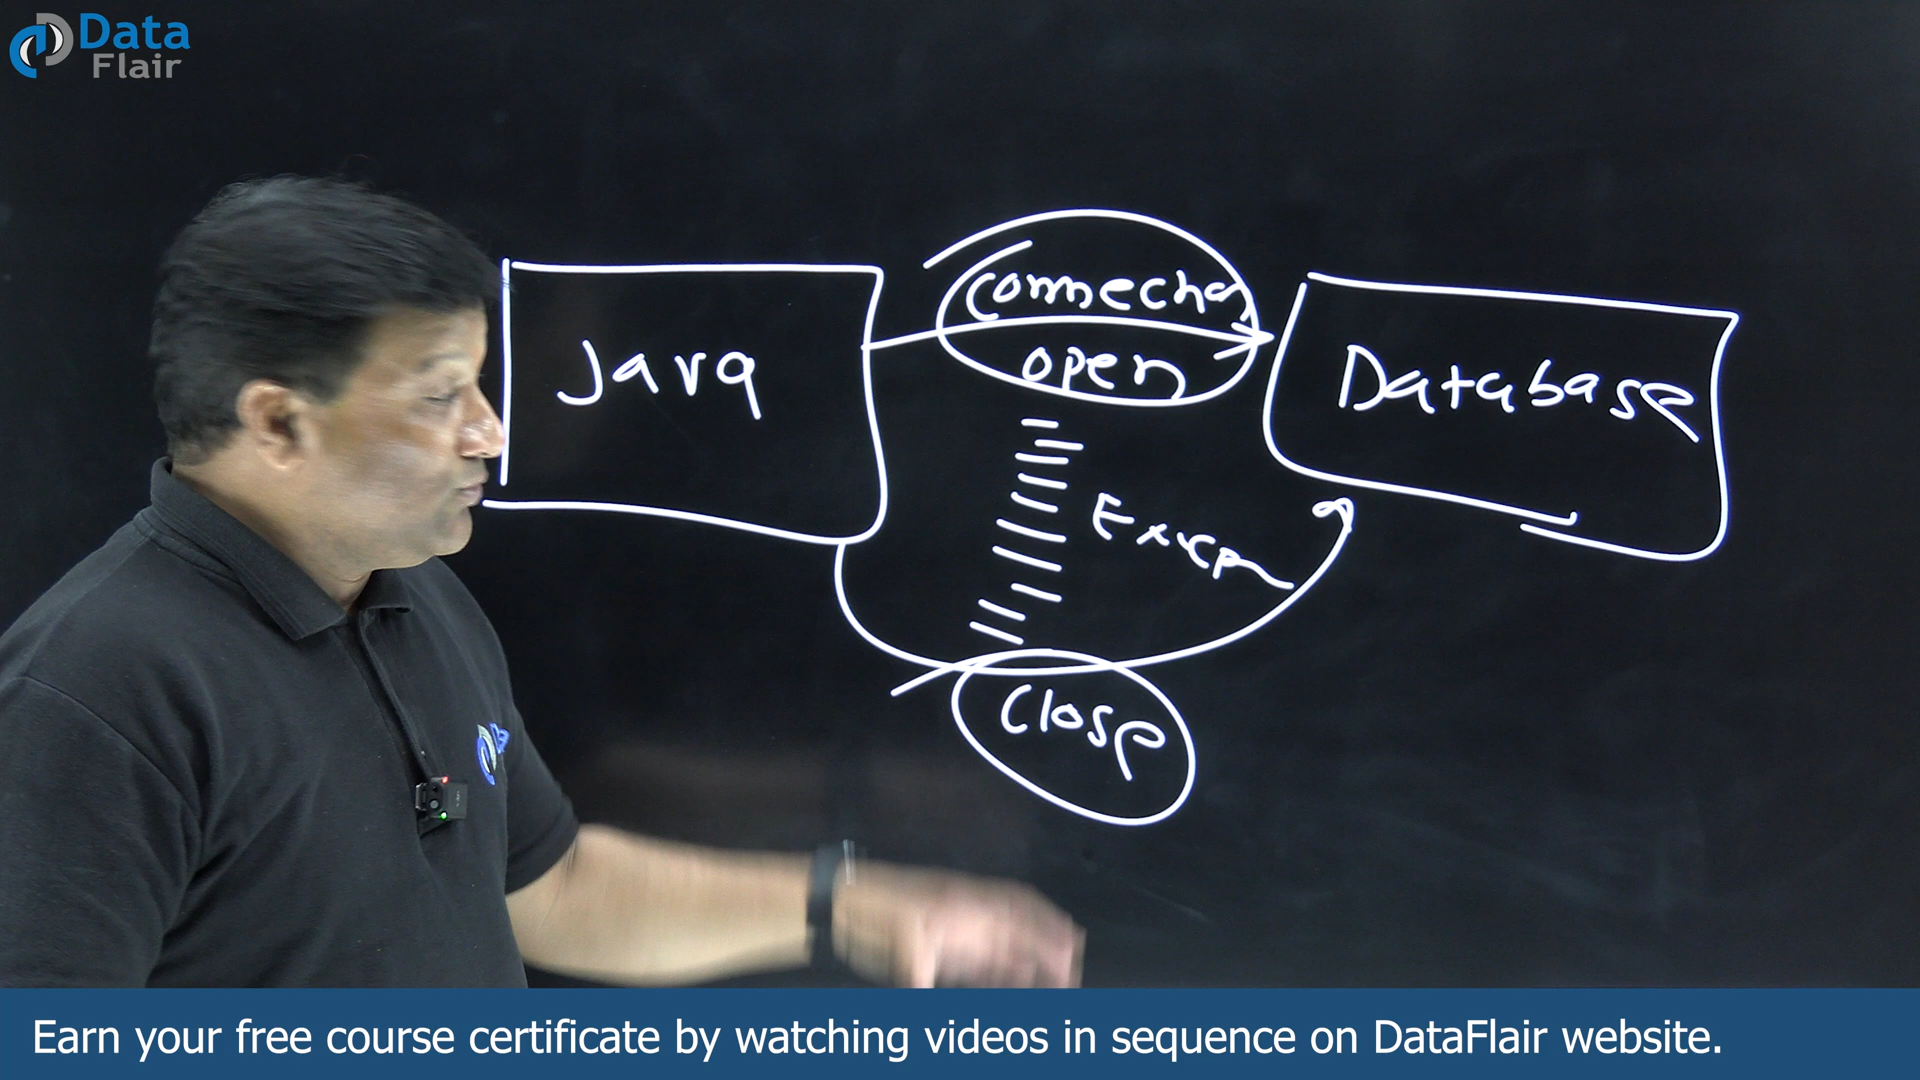 Data
Flair
Java
connection
open
Database
Excep
Close
Earn your free course certificate by watching videos in sequence on DataFlair website.